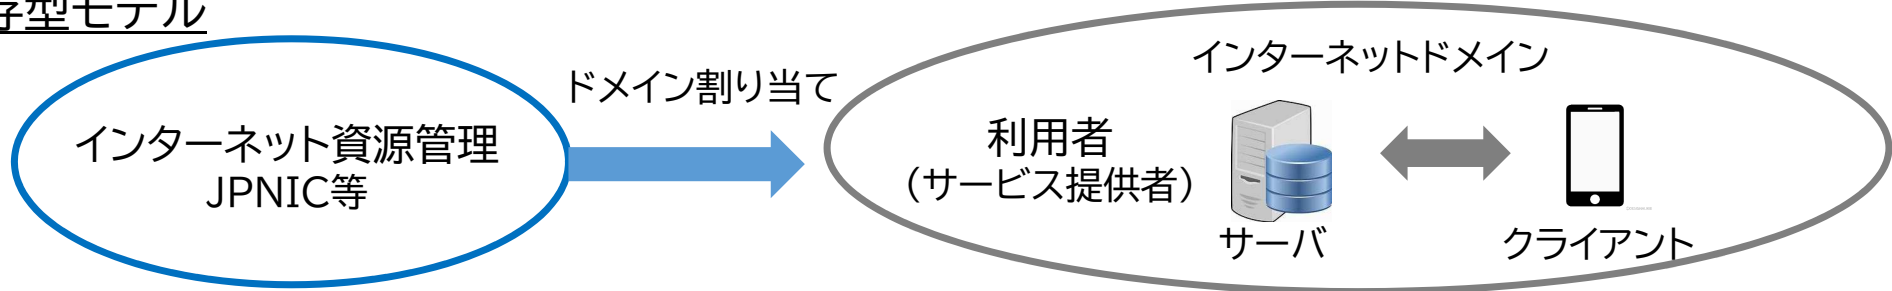 存型モデル
インターネットドメイン
ドメイン割り当て
インターネット資源管理
JPNIC等
利用者
（サービス提供者）
サーバ
クライアント